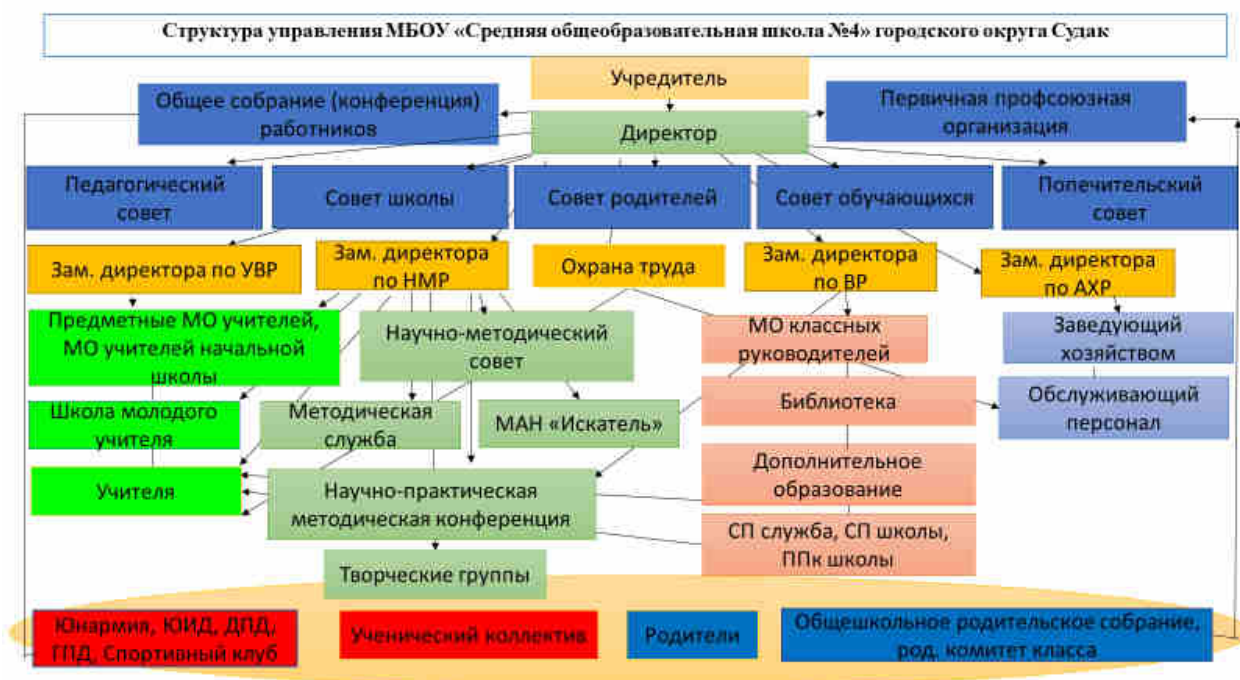 Структура управления МБОУ «Средняя общеобразовательная школа №4» городского округа Судак
Учредитель
Общее собрание (конференция)
работников
Первичная профсоюзная
организация
Директор
Педагогический
совет
Совет школы
Совет родителей
Совет обучающихся
Попечительский
совет
Зам. директора по УВР
Зам. директора
по НМР
Охрана труда
Зам. директора
по ВР
Зам. директора
по АХР
Предметные МО учителей,
МО учителей начальной
школы
Научно-методический
совет
МО классных
руководителей
Заведующий
хозяйством
Школа молодого
учителя
Методическая
служба
МАН «Искатель»
Библиотека
Обслуживающий
персонал
Учителя
Научно-практическая
методическая конференция
Дополнительное
образование
СП служба, СП школы,
ППк школы
Творческие группы
Юнармия, ЮИД, ДПД,
ГПД, Спортивный клуб
Ученический коллектив
Родители
Общешкольное родительское собрание,
род. комитет класса